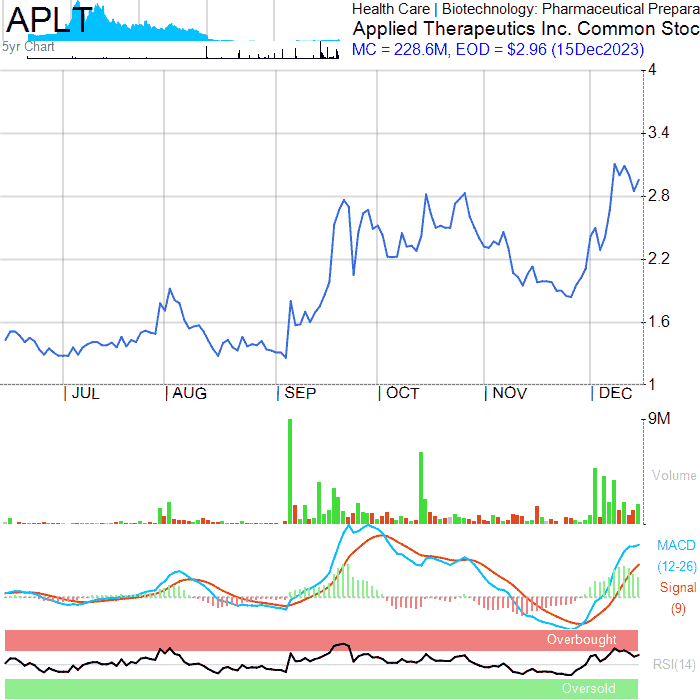 APLT
5yr Chart
Health Care | Biotechnology: Pharmaceutical Prepara
Applied Therapeutics Inc. Common Stoc
MC = 228.6M, EOD = $2.96 (15Dec2023)
4
3.4
2.8
2.2
1.6
1
| JUL | AUG | SEP | OCT | NOV | DEC
9M
Volume
MACD
(12-26)
Signal
(9)
Overbought
RSI(14)
Oversold